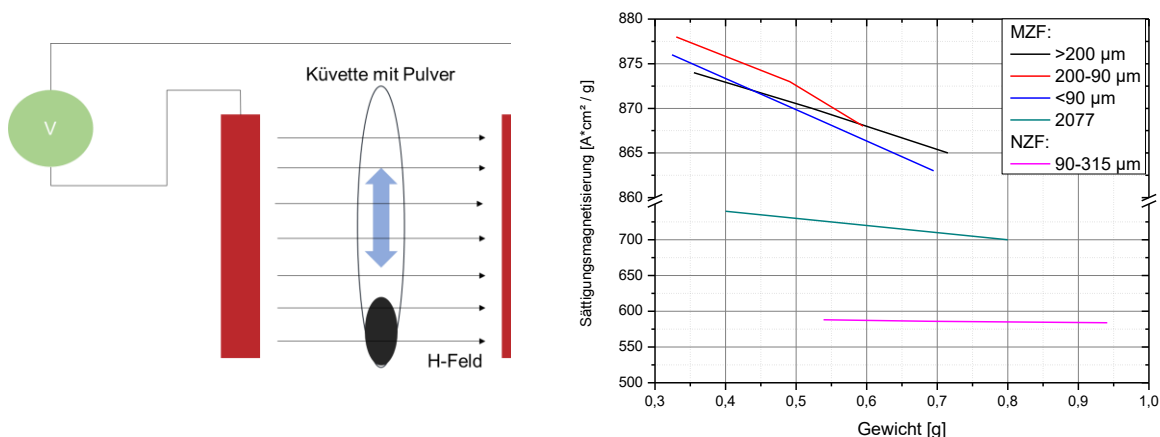 V
Küvette mit Pulver
H-Feld
880
875
870
865
860
700
650
600
575
550
500
Sättigungsmagnetisierung [A*cm² / g]
0,3
0,4
0,5
0,6
0,7
0,8
0,9
1,0
Gewicht [g]
MZF:
>200 µm
200-90 µm
<90 µm
2077
NZF:
90-315 µm